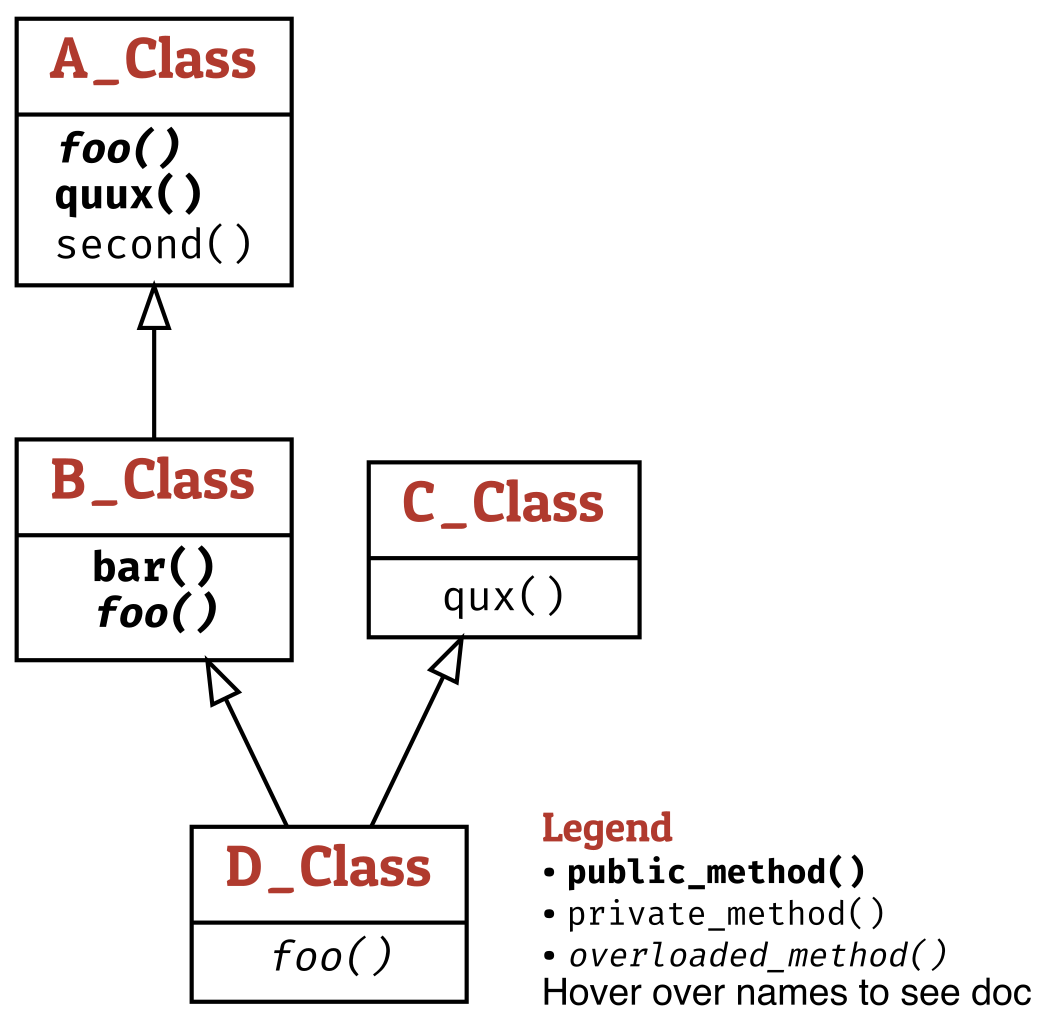 A_Class
foo()
quux()
second()
B_Class
bar()
foo()
C_Class
qux()
D_Class
foo()
Legend
• public_method()
• private_method()
• overloaded_method()
Hover over names to see doc